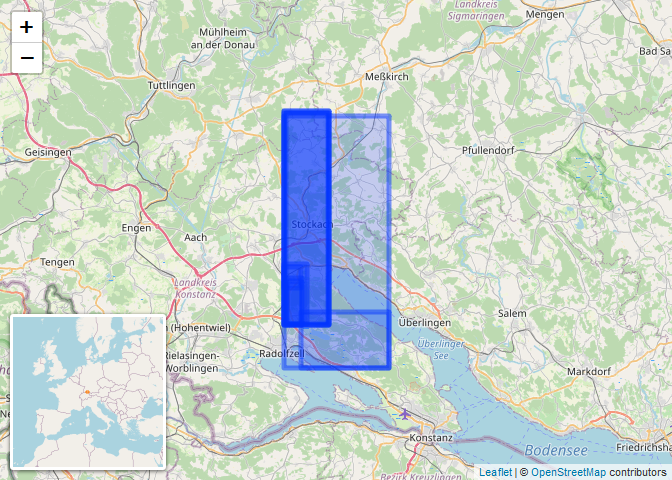 +
−
Mühlheim
an der Donau
Landkreis
Sigmaringen
Mengen
Meßkirch
Bad Sa
Tuttlingen
Geisingen
Pfullendorf
Stockach
Engen
Aach
Tengen
Landkreis
Konstanz
Salem
(Hohentwiel)
Überlingen
Radolfzell
Überlinger
See
Rielasingen-
Worblingen
Markdorf
Konstanz
Bodensee
Friedrichsha
Bezirk Kreuzlingen
Leaflet | © OpenStreetMap contributors